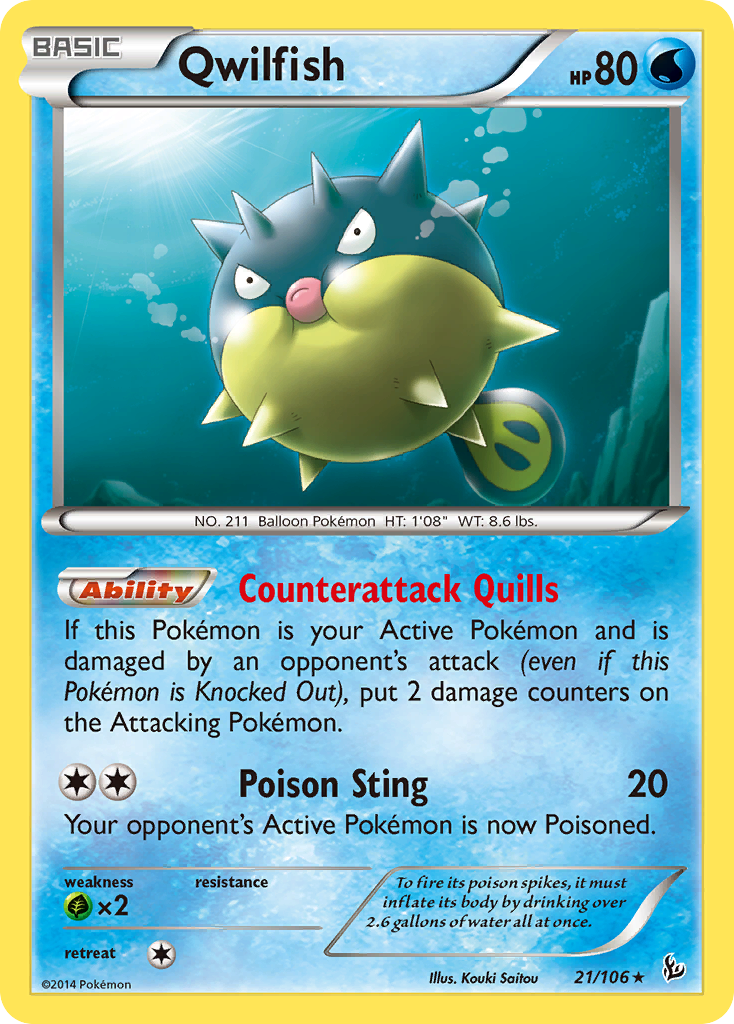 BASIC
Qwilfish
HP 80
NO. 211 Balloon Pokémon HT: 1'08" WT: 8.6 lbs.
Ability Counterattack Quills
If this Pokémon is your Active Pokémon and is
damaged by an opponent's attack (even if this
Pokémon is Knocked Out), put 2 damage counters on
the Attacking Pokémon.
Poison Sting 20
Your opponent's Active Pokémon is now Poisoned.
weakness resistance
×2
retreat
To fire its poison spikes, it must
inflate its body by drinking over
2.6 gallons of water all at once.
©2014 Pokémon
Illus. Kouki Saitou
21/106★